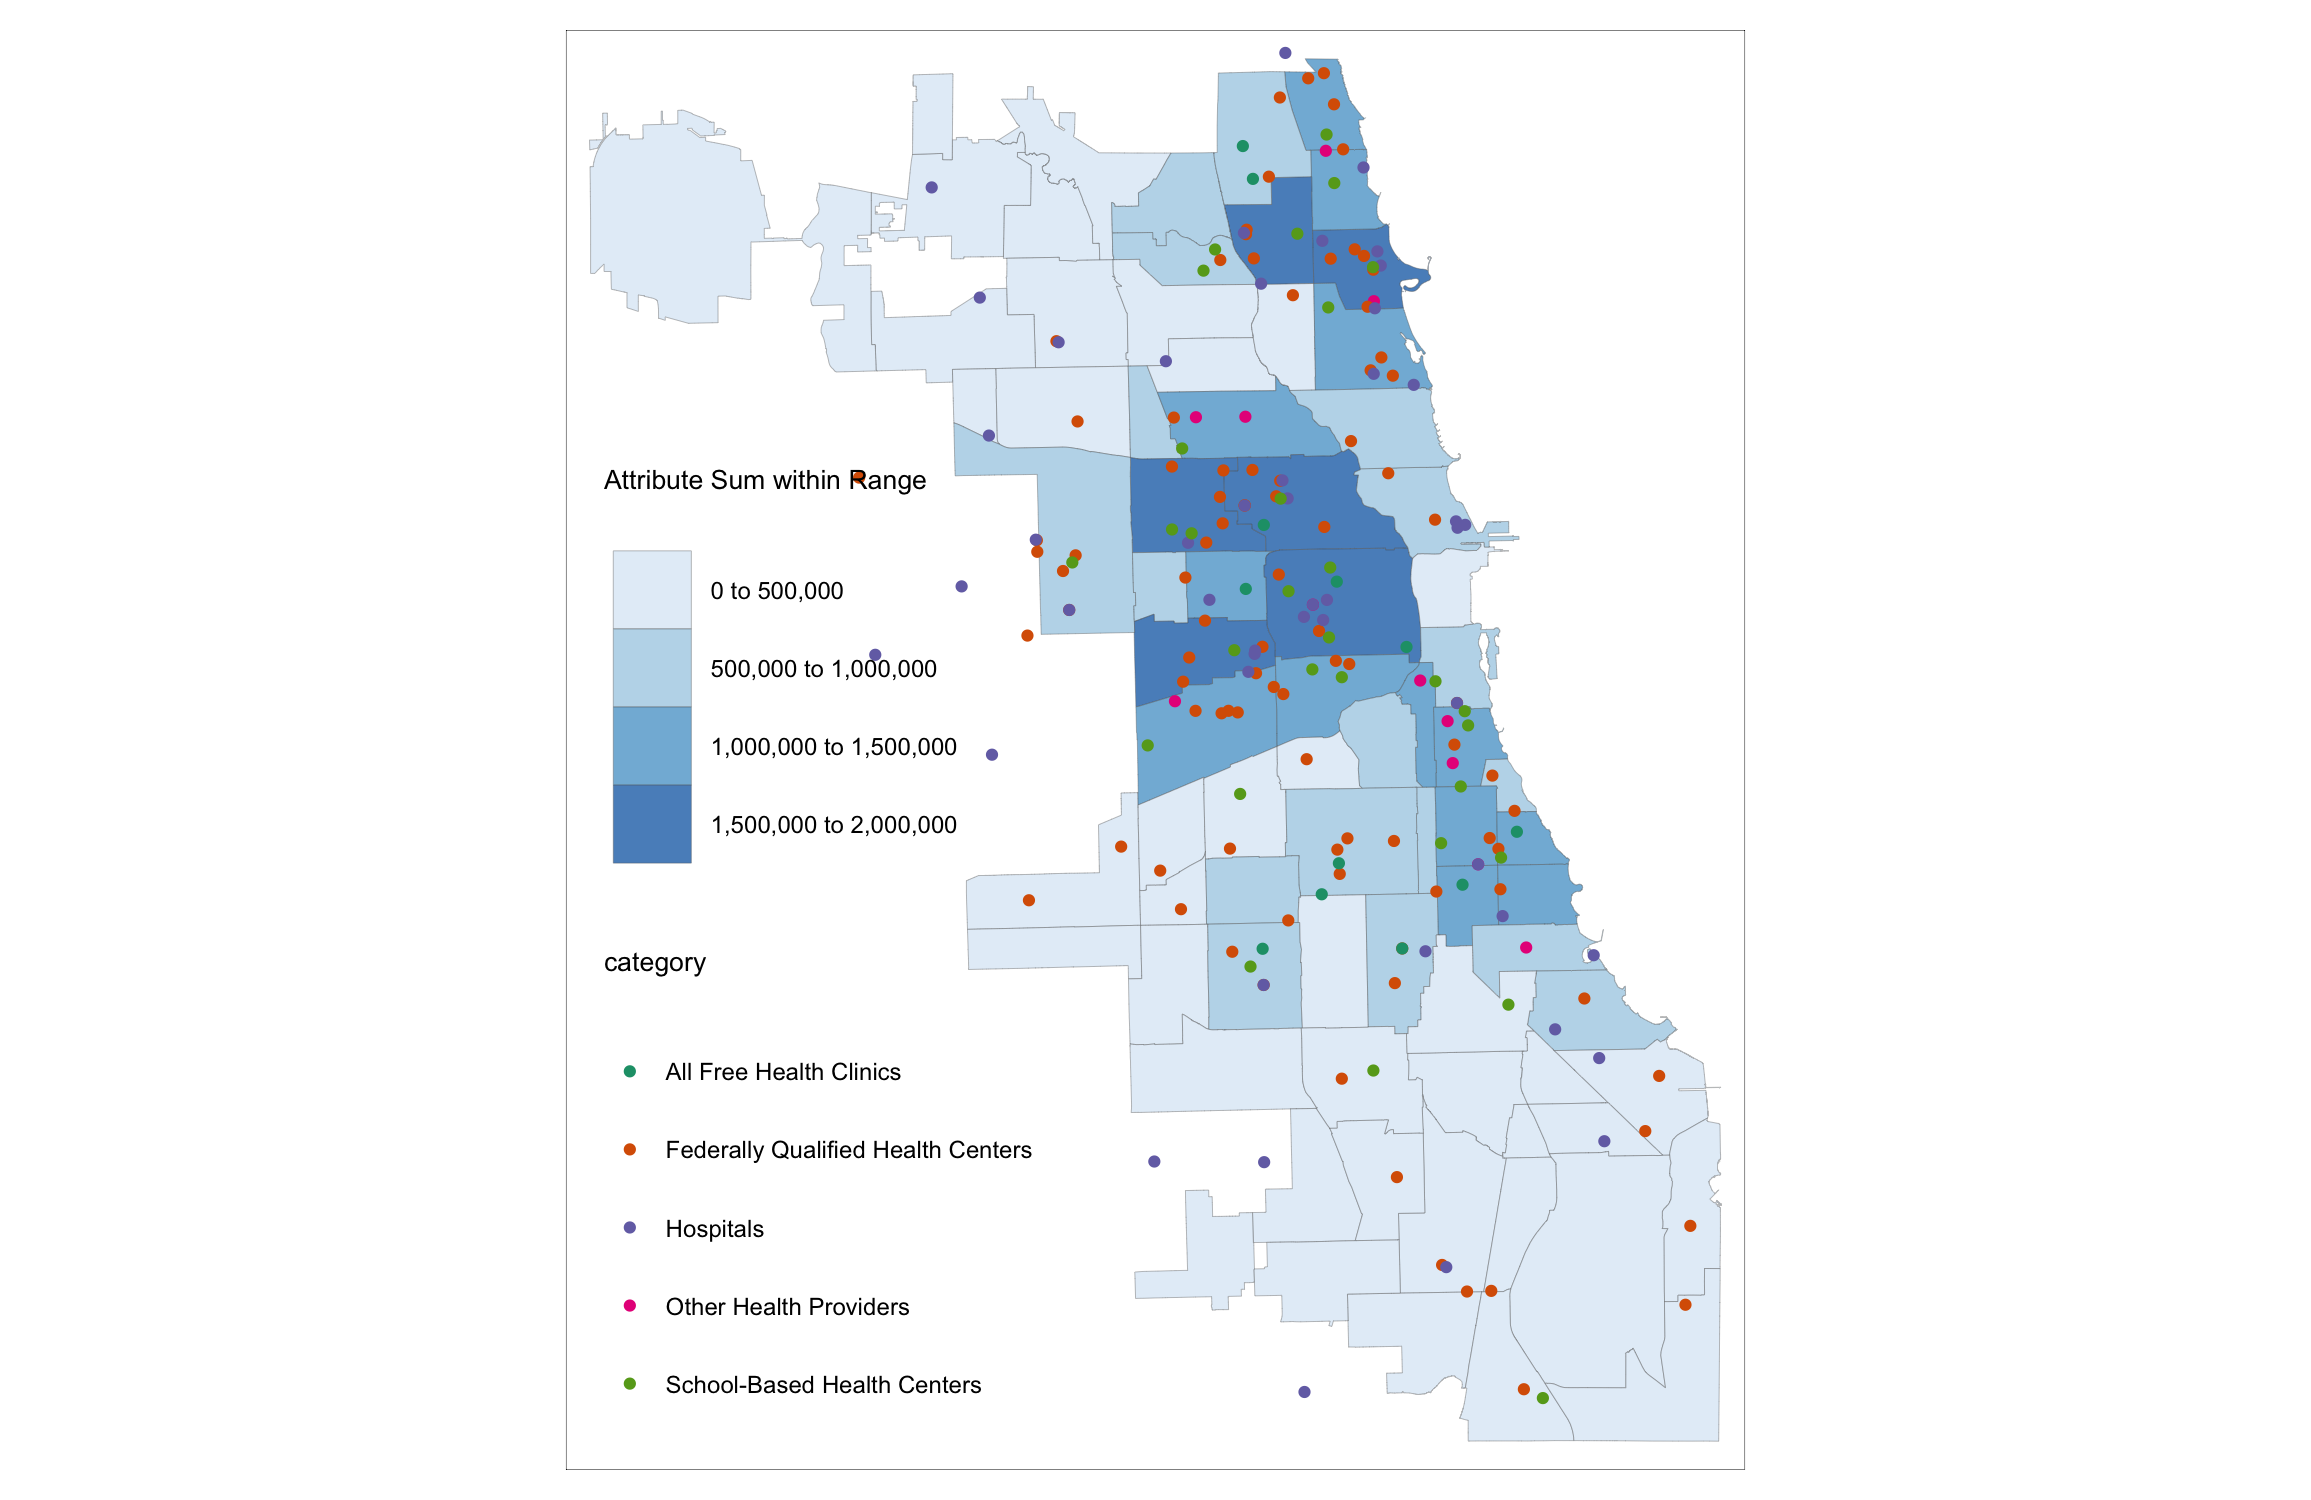 Attribute Sum within Range
0 to 500,000
500,000 to 1,000,000
1,000,000 to 1,500,000
1,500,000 to 2,000,000
category
All Free Health Clinics
Federally Qualified Health Centers
Hospitals
Other Health Providers
School-Based Health Centers